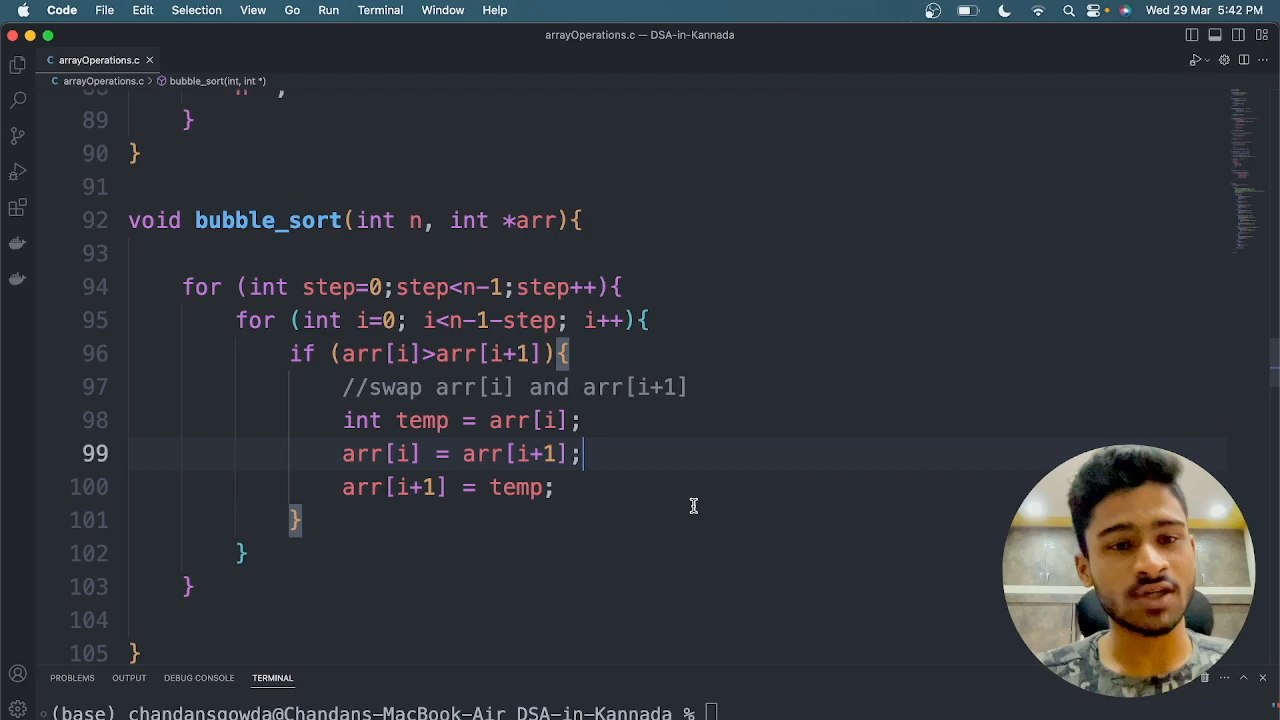 Code File Edit Selection View Go Run Terminal Window Help Wed 29 Mar 5:42 PM
arrayOperations.c — DSA-in-Kannada
arrayOperations.c
arrayOperations.c > bubble_sort(int, int *)
89 }
90 }
91
92 void bubble_sort(int n, int *arr){
93
94 for (int step=0;step<n-1;step++){
95 for (int i=0; i<n-1-step; i++){
96 if (arr[i]>arr[i+1]){
97 //swap arr[i] and arr[i+1]
98 int temp = arr[i];
99 arr[i] = arr[i+1];
100 arr[i+1] = temp;
101 }
102 }
103 }
104
105 }
PROBLEMS OUTPUT DEBUG CONSOLE TERMINAL
(base) chandansgowda@Chandans-MacBook-Air DSA-in-Kannada %